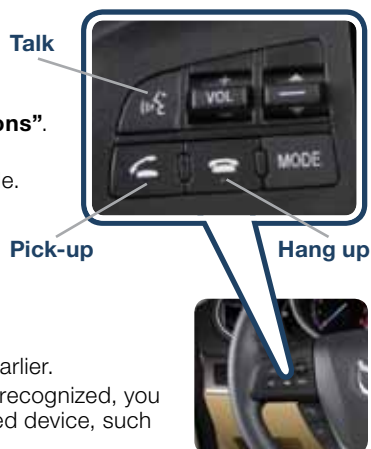 Talk
VOL
ons”.
e.
MODE
Pick-up
Hang up
arlier.
recognized, you
ed device, such